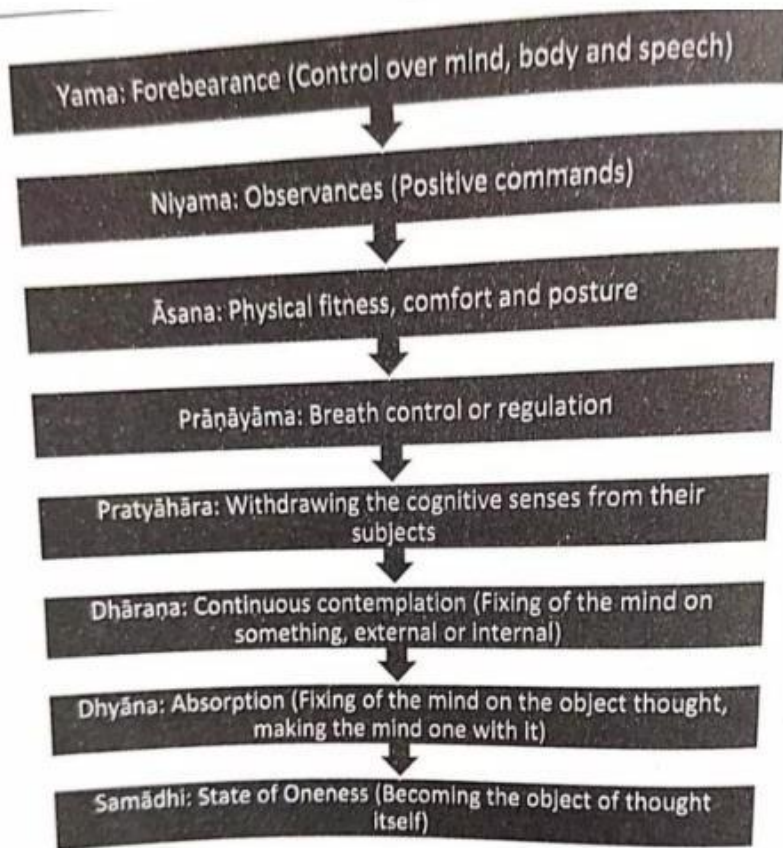 Yama: Forebearance (Control over mind, body and speech)
Niyama: Observances (Positive commands)
Āsana: Physical fitness, comfort and posture
Prāṇāyāma: Breath control or regulation
Pratyāhāra: Withdrawing the cognitive senses from their
subjects
Dhāraṇa: Continuous contemplation (Fixing of the mind on
something, external or internal)
Dhyāna: Absorption (Fixing of the mind on the object thought,
making the mind one with it)
Samādhi: State of Oneness (Becoming the object of thought
itself)